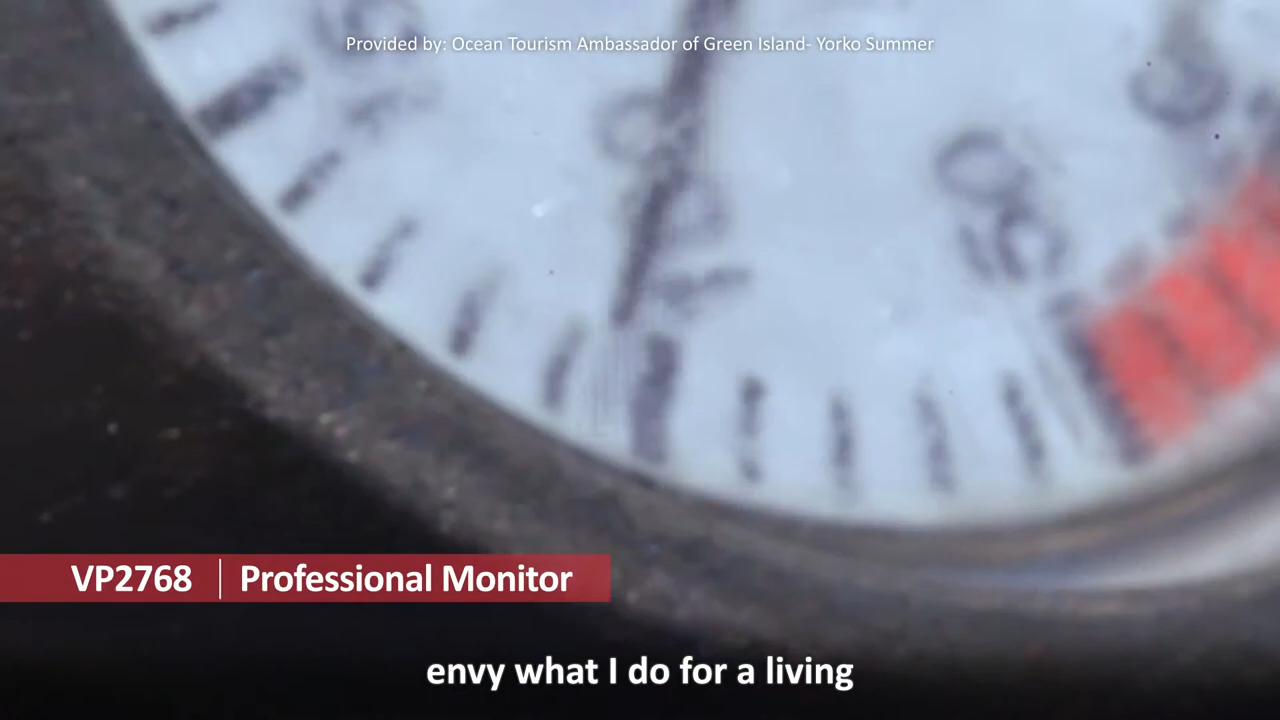 Provided by: Ocean Tourism Ambassador of Green Island- Yorko Summer
VP2768 | Professional Monitor
envy what I do for a living